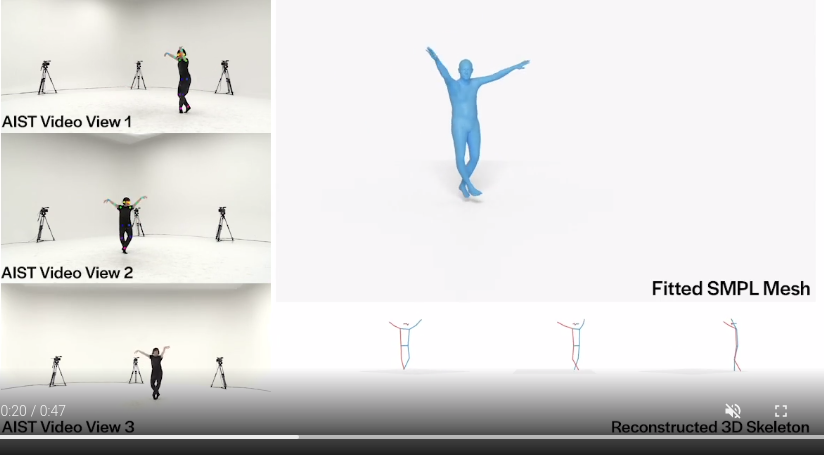 AIST Video View 1
AIST Video View 2
Fitted SMPL Mesh
0:20 / 0:47
AIST Video View 3
Reconstructed 3D Skeleton